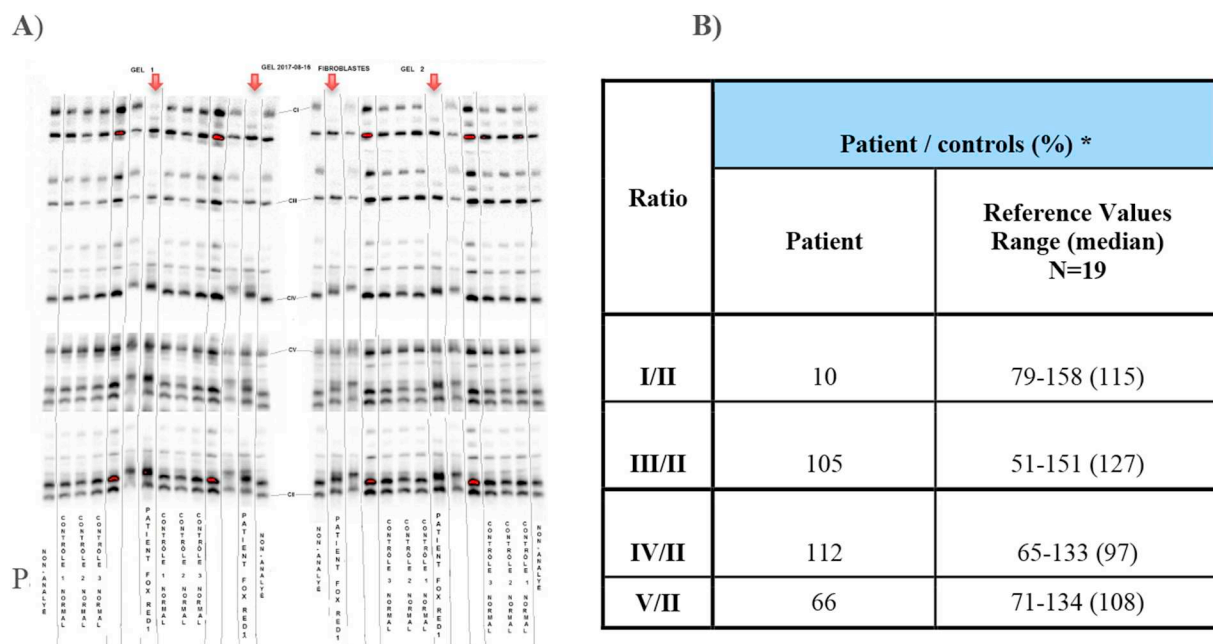 A)
B)
GEL 1
GEL 2017-08-16 FIBROBLASTES
GEL 2
CI
CIII
CIV
CV
CII
NON-ANALYÉ
CONTRÔLE 1 NORMAL
CONTRÔLE 2 NORMAL
CONTRÔLE 3 NORMAL
PATIENT FOX RED1
CONTRÔLE 1 NORMAL
CONTRÔLE 2 NORMAL
CONTRÔLE 3 NORMAL
PATIENT FOX RED1
NON-ANALYÉ
NON-ANALYÉ
PATIENT FOX RED1
CONTRÔLE 3 NORMAL
CONTRÔLE 2 NORMAL
CONTRÔLE 1 NORMAL
PATIENT FOX RED1
CONTRÔLE 3 NORMAL
CONTRÔLE 2 NORMAL
CONTRÔLE 1 NORMAL
NON-ANALYÉ
P
Ratio
Patient / controls (%) *
Patient
Reference Values
Range (median)
N=19
I/II 10 79-158 (115)
III/II 105 51-151 (127)
IV/II 112 65-133 (97)
V/II 66 71-134 (108)